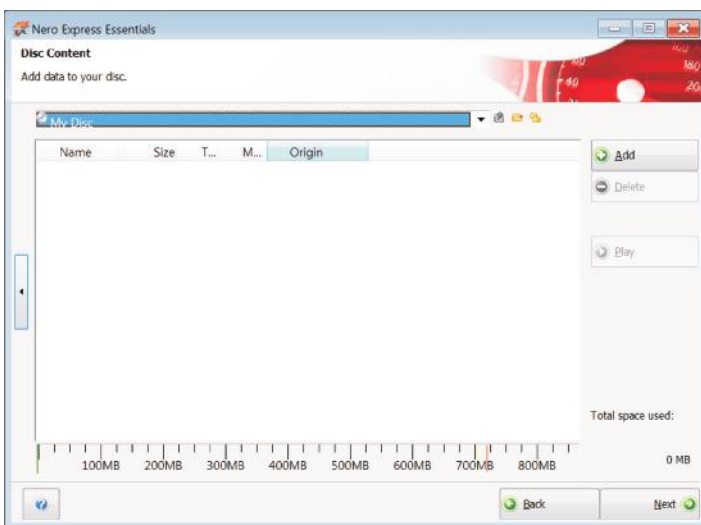 Nero Express Essentials
Disc Content
Add data to your disc.
My Disc
Name Size T... M... Origin
Add
Delete
Play
Total space used:
100MB 200MB 300MB 400MB 500MB 600MB 700MB 800MB
0 MB
Back Next